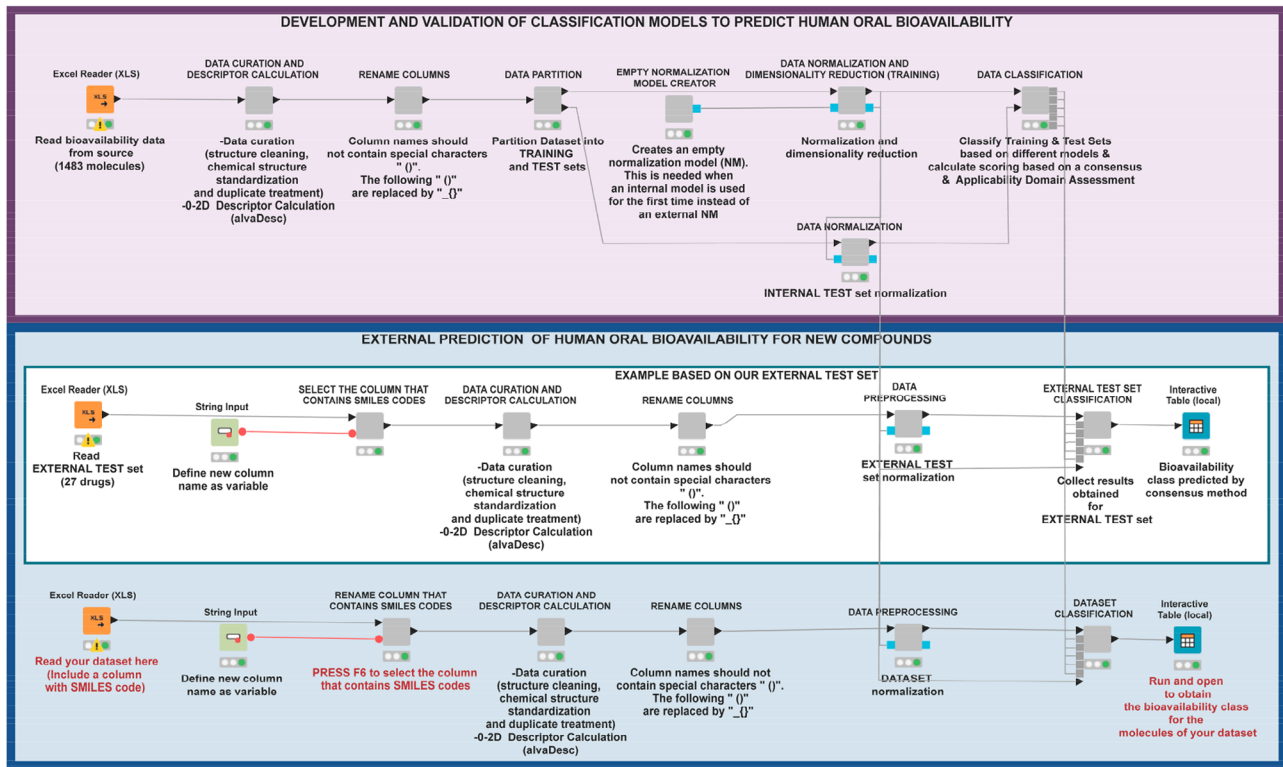 DEVELOPMENT AND VALIDATION OF CLASSIFICATION MODELS TO PREDICT HUMAN ORAL BIOAVAILABILITY
Excel Reader (XLS)
XLS
Read bioavailability data
from source
(1483 molecules)
DATA CURATION AND
DESCRIPTOR CALCULATION
-Data curation
(structure cleaning,
chemical structure
standardization
and duplicate treatment)
-0-2D Descriptor Calculation
(alvaDesc)
RENAME COLUMNS
Column names should
not contain special characters
" ()".
The following " ()"
are replaced by "_{}"
DATA PARTITION
Partition Dataset into
TRAINING
and TEST sets
EMPTY NORMALIZATION
MODEL CREATOR
Creates an empty
normalization model (NM).
This is needed when
an internal model is used
for the first time instead of
an external NM
DATA NORMALIZATION AND
DIMENSIONALITY REDUCTION (TRAINING)
Normalization and
dimensionality reduction
DATA CLASSIFICATION
Classify Training & Test Sets
based on different models &
calculate scoring based on a consensus
& Applicability Domain Assessment
DATA NORMALIZATION
INTERNAL TEST set normalization
EXTERNAL PREDICTION OF HUMAN ORAL BIOAVAILABILITY FOR NEW COMPOUNDS
EXAMPLE BASED ON OUR EXTERNAL TEST SET
Excel Reader (XLS)
XLS
Read
EXTERNAL TEST set
(27 drugs)
String Input
Define new column
name as variable
SELECT THE COLUMN THAT
CONTAINS SMILES CODES
DATA CURATION AND
DESCRIPTOR CALCULATION
-Data curation
(structure cleaning,
chemical structure
standardization
and duplicate treatment)
-0-2D Descriptor Calculation
(alvaDesc)
RENAME COLUMNS
Column names should
not contain special characters
" ()".
The following " ()"
are replaced by "_{}"
DATA
PREPROCESSING
EXTERNAL TEST
set normalization
EXTERNAL TEST SET
CLASSIFICATION
Collect results
obtained
for
EXTERNAL TEST set
Interactive
Table (local)
Bioavailability
class predicted by
consensus method
Excel Reader (XLS)
XLS
Read your dataset here
(Include a column
with SMILES code)
String Input
Define new column
name as variable
RENAME COLUMN THAT
CONTAINS SMILES CODES
PRESS F6 to select the column
that contains SMILES codes
DATA CURATION AND
DESCRIPTOR CALCULATION
-Data curation
(structure cleaning,
chemical structure
standardization
and duplicate treatment)
-0-2D Descriptor Calculation
(alvaDesc)
RENAME COLUMNS
Column names should not
contain special characters " ()".
The following " ()"
are replaced by "_{}"
DATA PREPROCESSING
DATASET
normalization
DATASET
CLASSIFICATION
Interactive
Table (local)
Run and open
to obtain
the bioavailability class
for the
molecules of your dataset